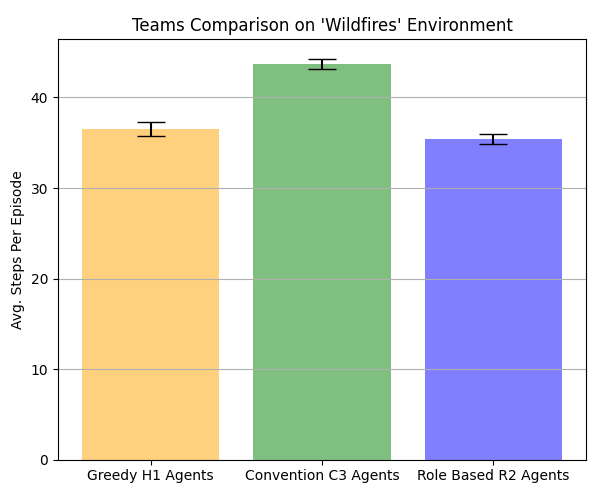 Teams Comparison on 'Wildfires' Environment
Avg. Steps Per Episode
40
30
20
10
0
Greedy H1 Agents
Convention C3 Agents
Role Based R2 Agents